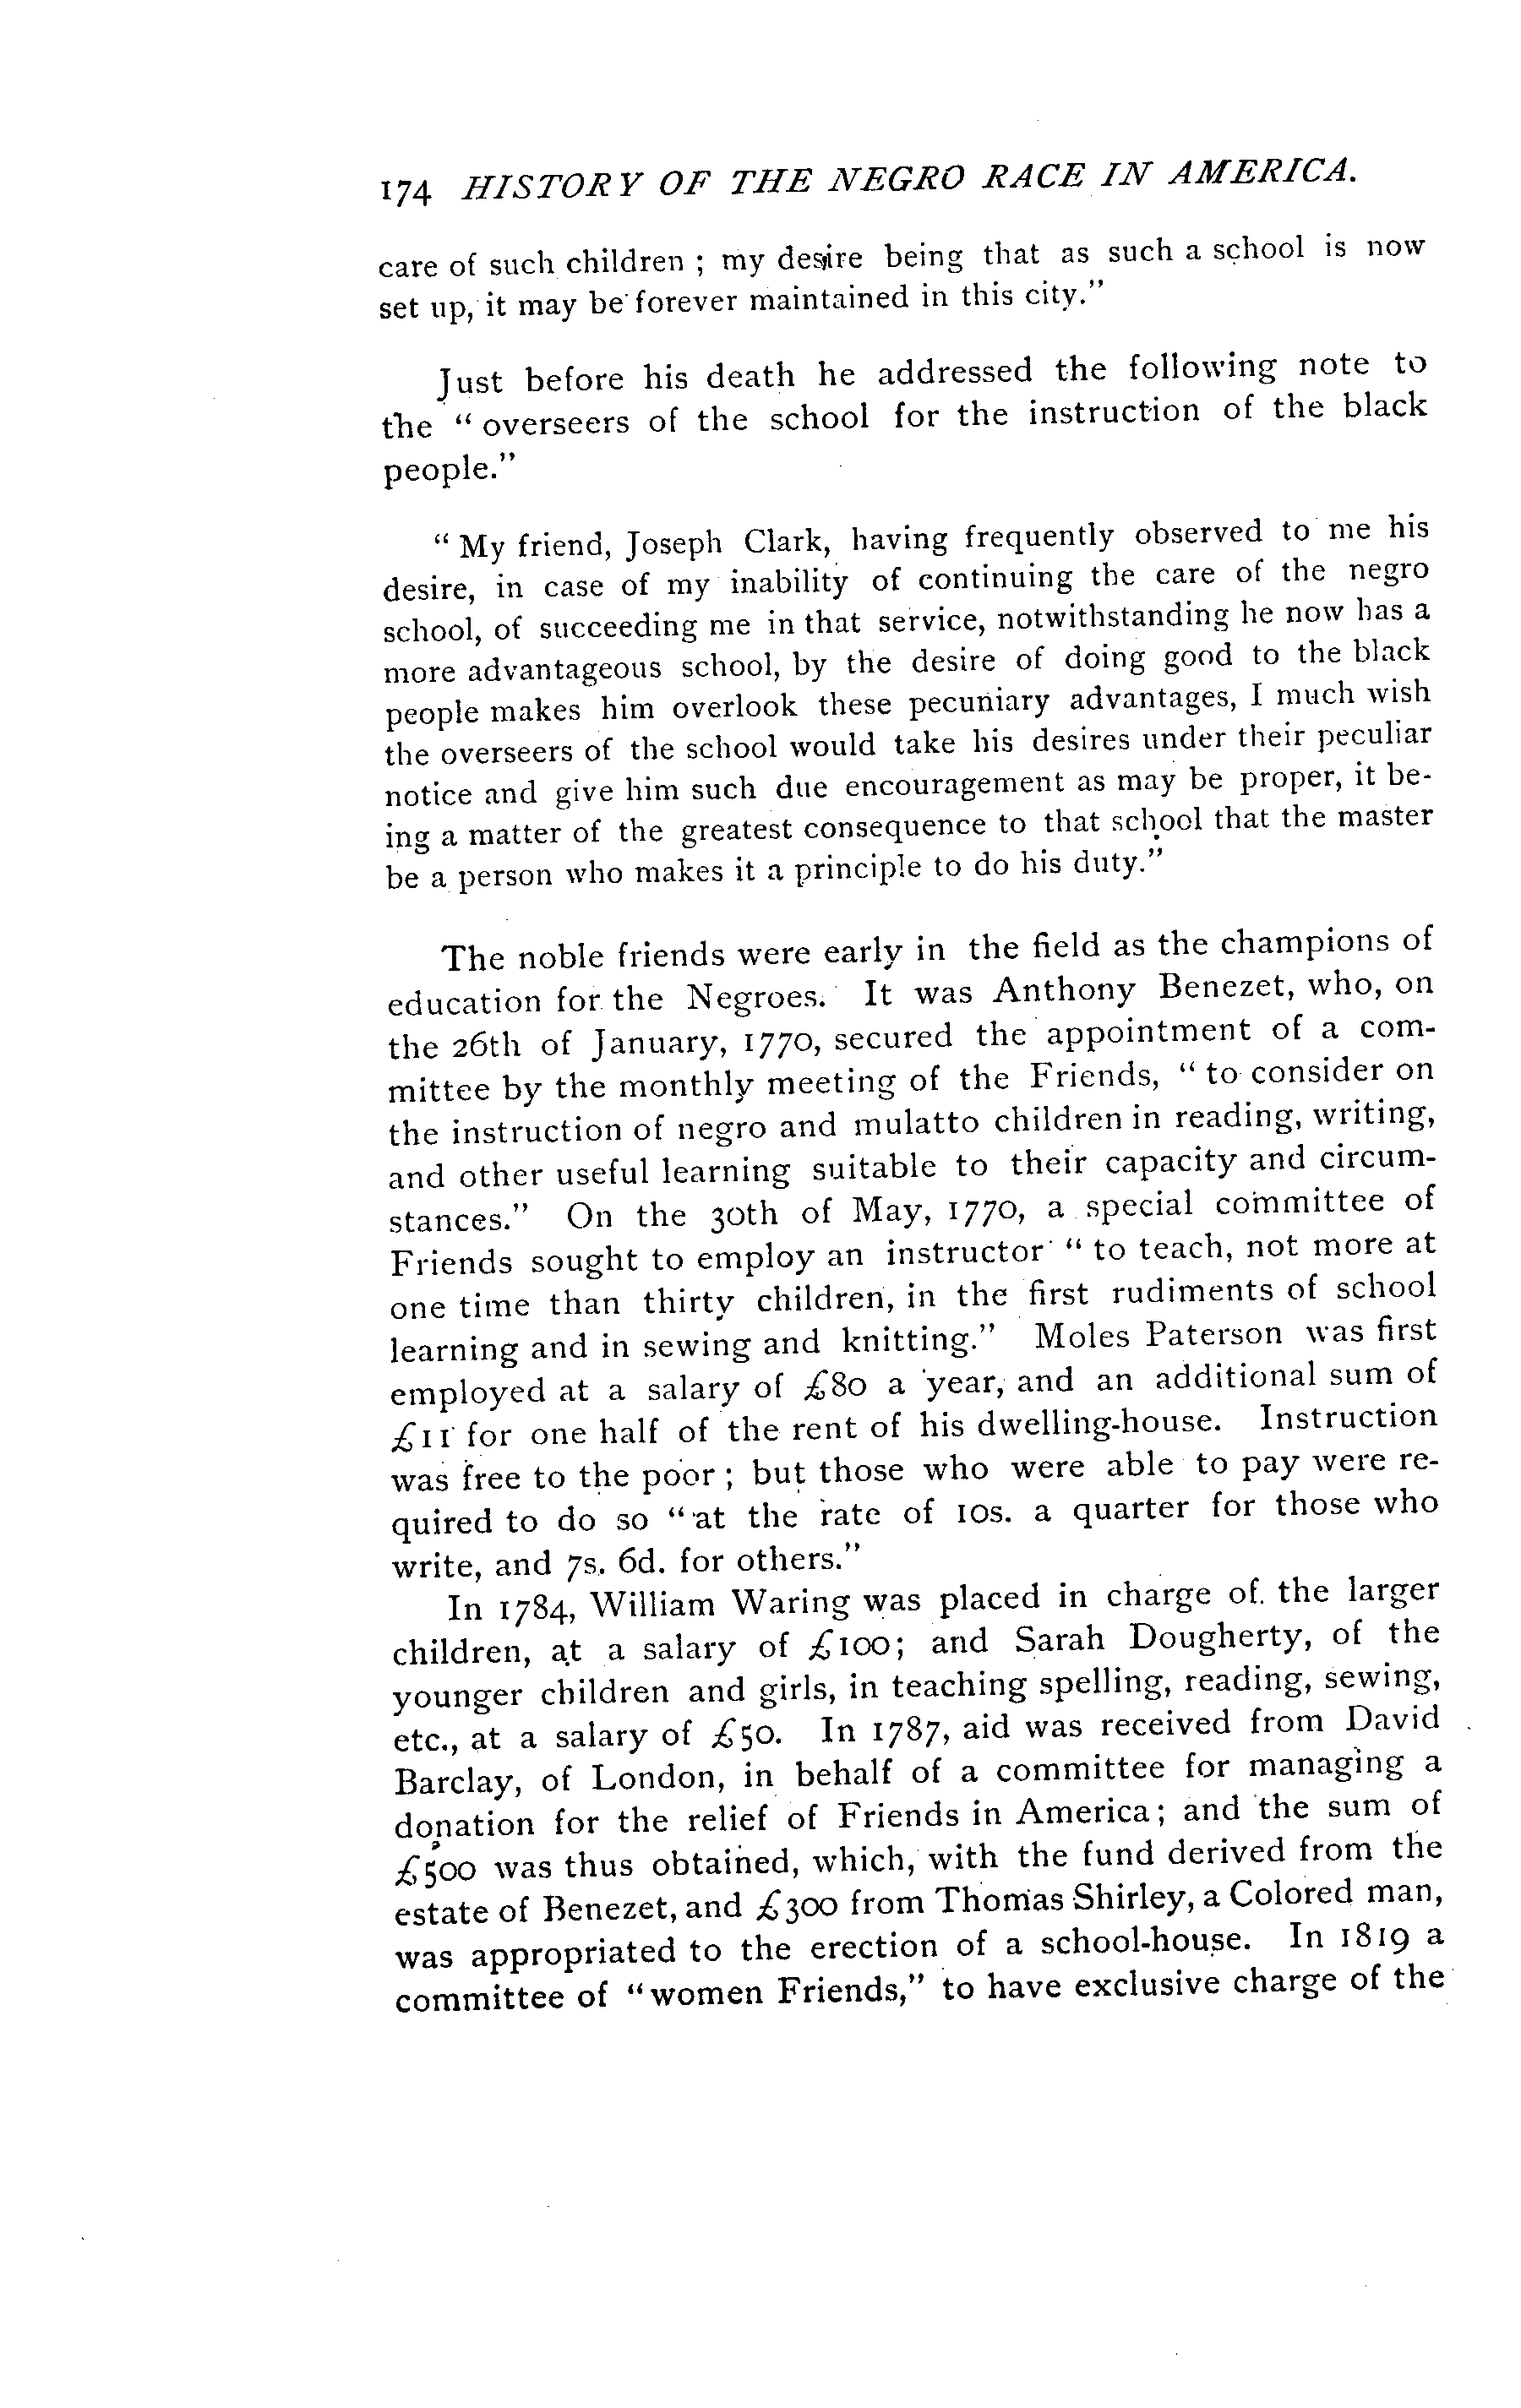 174 HISTORY OF THE NEGRO RACE IN AMERICA.
care of such children ; my desire being that as such a school is now
set up, it may be forever maintained in this city."
Just before his death he addressed the following note to
the " overseers of the school for the instruction of the black
people."
" My friend, Joseph Clark, having frequently observed to me his
desire, in case of my inability of continuing the care of the negro
school, of succeeding me in that service, notwithstanding he now has a
more advantageous school, by the desire of doing good to the black
people makes him overlook these pecuniary advantages, I much wish
the overseers of the school would take his desires under their peculiar
notice and give him such due encouragement as may be proper, it be-
ing a matter of the greatest consequence to that school that the master
be a person who makes it a principle to do his duty."
The noble friends were early in the field as the champions of
education for the Negroes. It was Anthony Benezet, who, on
the 26th of January, 1770, secured the appointment of a com-
mittee by the monthly meeting of the Friends, " to consider on
the instruction of negro and mulatto children in reading, writing,
and other useful learning suitable to their capacity and circum-
stances." On the 30th of May, 1770, a special committee of
Friends sought to employ an instructor " to teach, not more at
one time than thirty children, in the first rudiments of school
learning and in sewing and knitting." Moles Paterson was first
employed at a salary of £80 a year, and an additional sum of
£11 for one half of the rent of his dwelling-house. Instruction
was free to the poor ; but those who were able to pay were re-
quired to do so " at the rate of 10s. a quarter for those who
write, and 7s. 6d. for others."
In 1784, William Waring was placed in charge of the larger
children, at a salary of £100; and Sarah Dougherty, of the
younger children and girls, in teaching spelling, reading, sewing,
etc., at a salary of £50. In 1787, aid was received from David
Barclay, of London, in behalf of a committee for managing a
donation for the relief of Friends in America; and the sum of
£500 was thus obtained, which, with the fund derived from the
estate of Benezet, and £300 from Thomas Shirley, a Colored man,
was appropriated to the erection of a school-house. In 1819 a
committee of "women Friends," to have exclusive charge of the